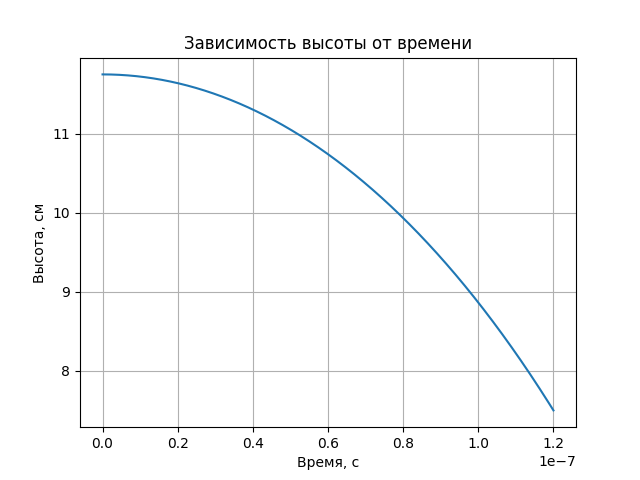 Зависимость высоты от времени
11
10
9
8
Высота, см
0.0 0.2 0.4 0.6 0.8 1.0 1.2
1e−7
Время, с